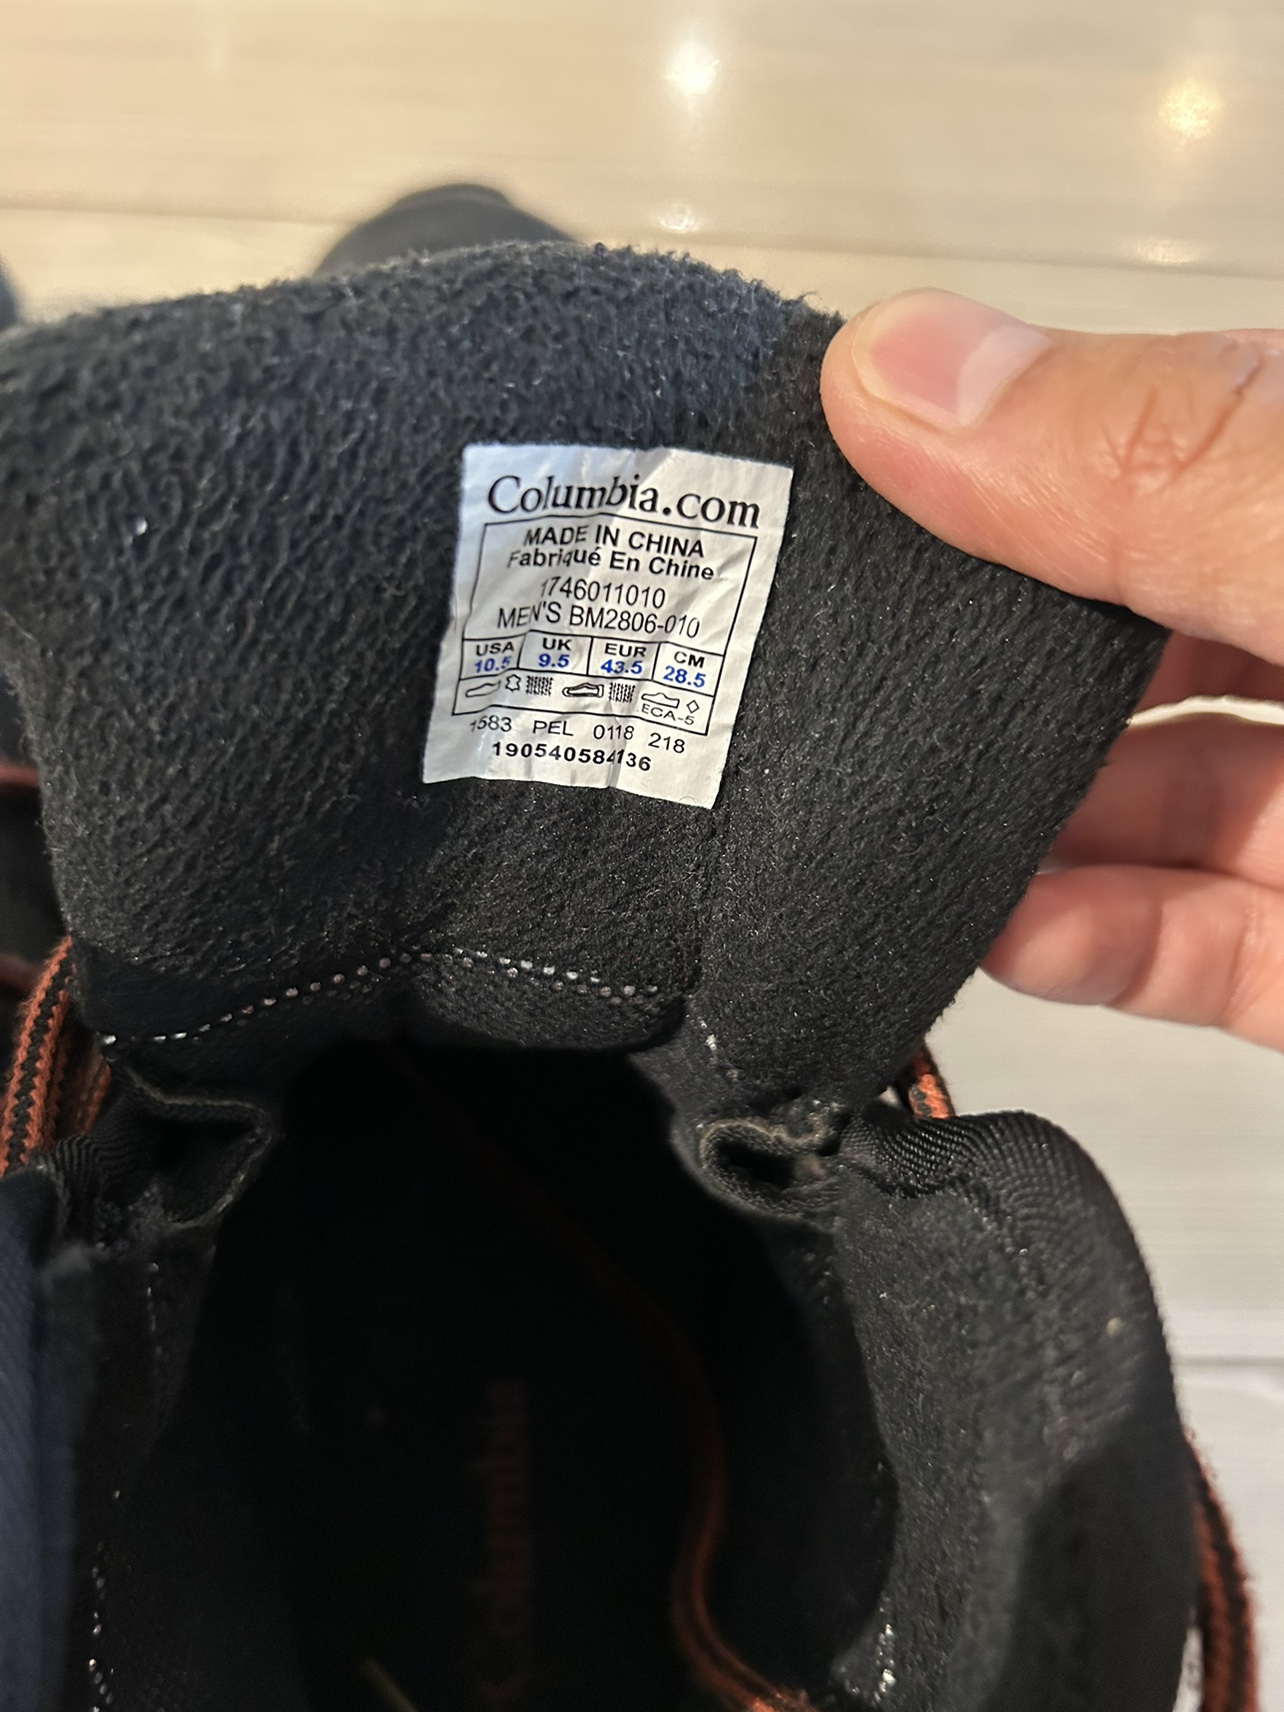 Columbia.com
MADE IN CHINA
Fabriqué En Chine
1746011010
MEN'S BM2806-010
USA UK EUR CM
10.5 9.5 43.5 28.5
ECA-5
1583 PEL 0118 218
190540584136
Columbia